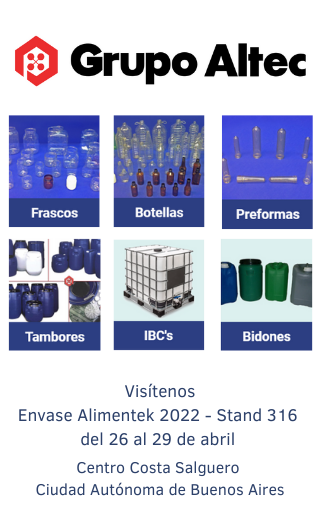 Grupo Altec
Frascos
Botellas
Preformas
Tambores
IBC's
Bidones
Visítenos
Envase Alimentek 2022 - Stand 316
del 26 al 29 de abril
Centro Costa Salguero
Ciudad Autónoma de Buenos Aires